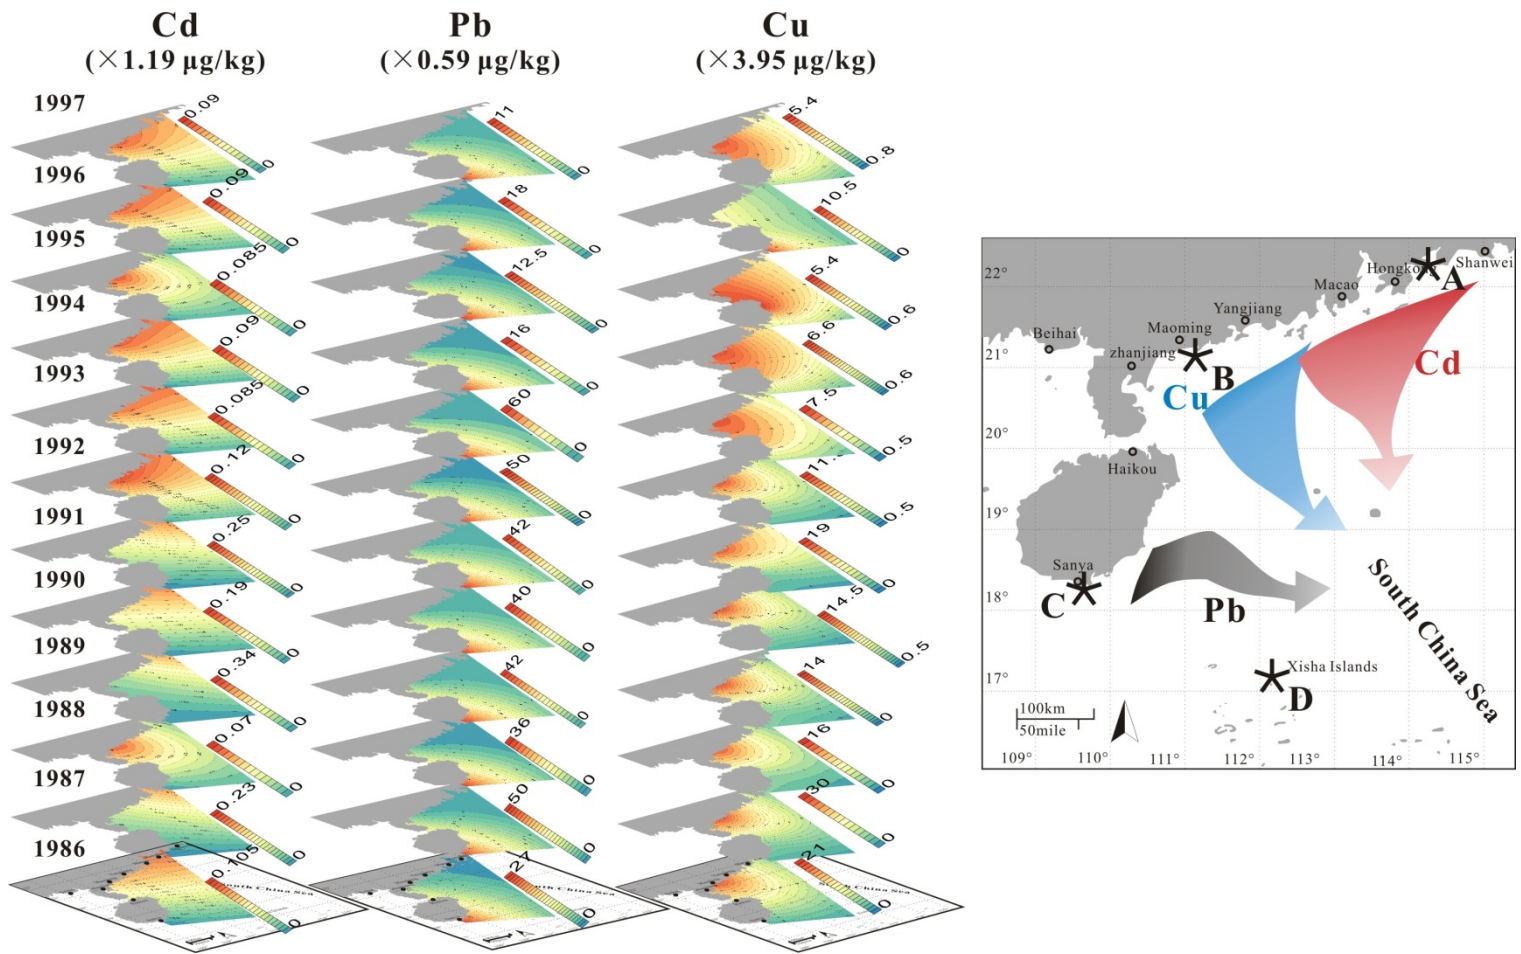 Cd Pb Cu
(×1.19 µg/kg) (×0.59 µg/kg) (×3.95 µg/kg)
1997 0.09 0 11 0 5.4 0.8
1996 0.09 0 18 0 10.5 0
1995 0.085 0 12.5 0 5.4 0.6
1994 0.09 0 16 0 6.6 0.6
1993 0.085 0 60 0 7.5 0.5
1992 0.12 0 50 0 0.5
1991 0.25 0 42 0 19 0
1990 0.19 0 40 0 14.5 0.5
1989 0.34 0 42 0 14 0
1988 0.07 0 36 0 16 0
1987 0.23 0 50 0 30 0
1986 0.105 0 27 0 21 0
South China Sea
South China Sea
22° Hongkong Shanwei
Macao A
Yangjiang
Beihai Maoming
21° zhanjiang B Cd
Cu
20°
Haikou
19°
Sanya
18° C Pb
South China Sea
17° Xisha Islands
D
100km
50mile
109° 110° 111° 112° 113° 114° 115°